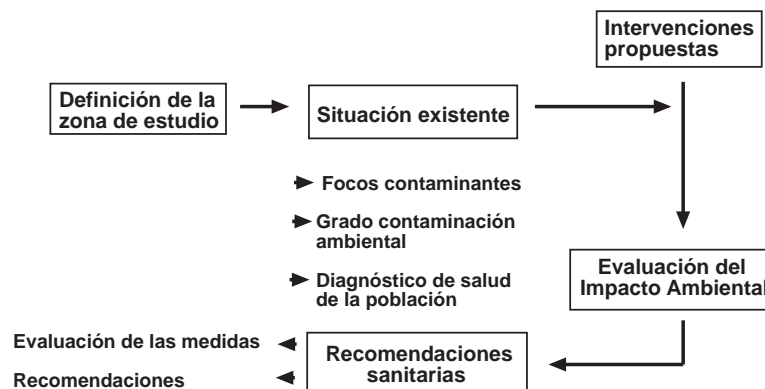 Intervenciones
propuestas
Definición de la
zona de estudio
Situación existente
Focos contaminantes
Grado contaminación
ambiental
Diagnóstico de salud
de la población
Evaluación del
Impacto Ambiental
Evaluación de las medidas
Recomendaciones
Recomendaciones
sanitarias